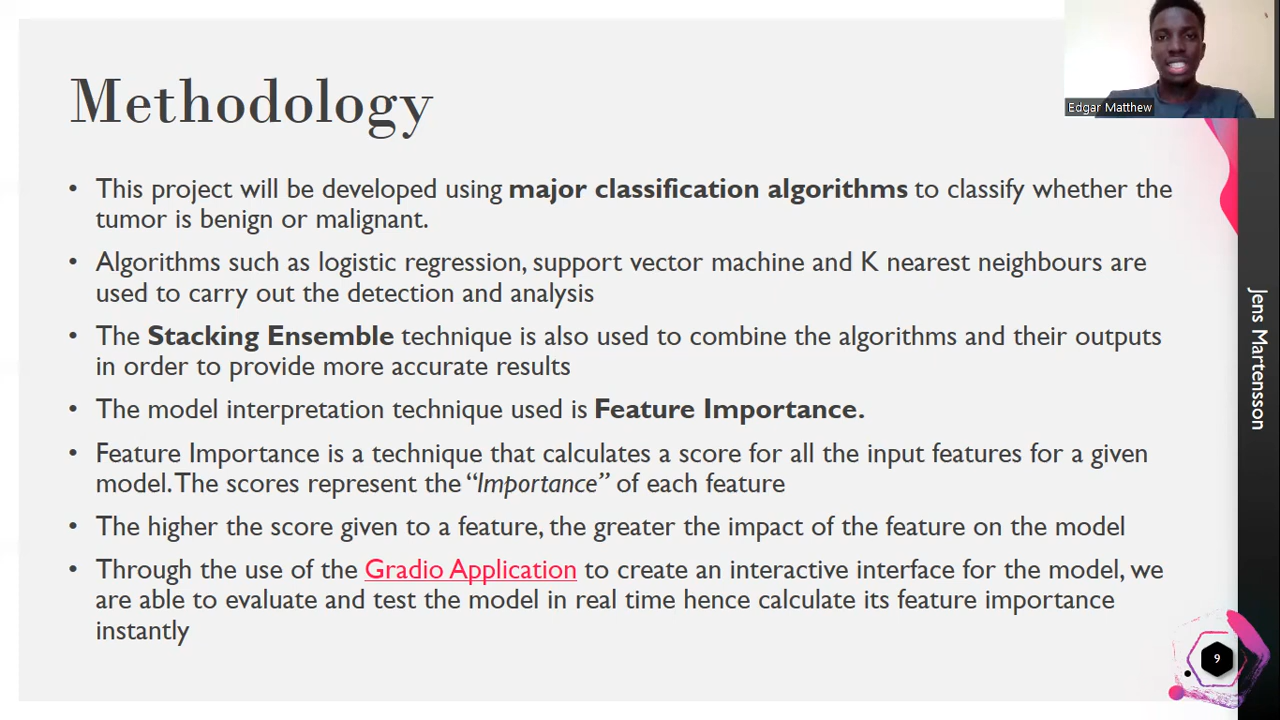 Methodology
Edgar Matthew
• This project will be developed using major classification algorithms to classify whether the
tumor is benign or malignant.
• Algorithms such as logistic regression, support vector machine and K nearest neighbours are
used to carry out the detection and analysis
• The Stacking Ensemble technique is also used to combine the algorithms and their outputs
in order to provide more accurate results
• The model interpretation technique used is Feature Importance.
• Feature Importance is a technique that calculates a score for all the input features for a given
model. The scores represent the “Importance” of each feature
• The higher the score given to a feature, the greater the impact of the feature on the model
• Through the use of the Gradio Application to create an interactive interface for the model, we
are able to evaluate and test the model in real time hence calculate its feature importance
instantly
Jens Martensson
9